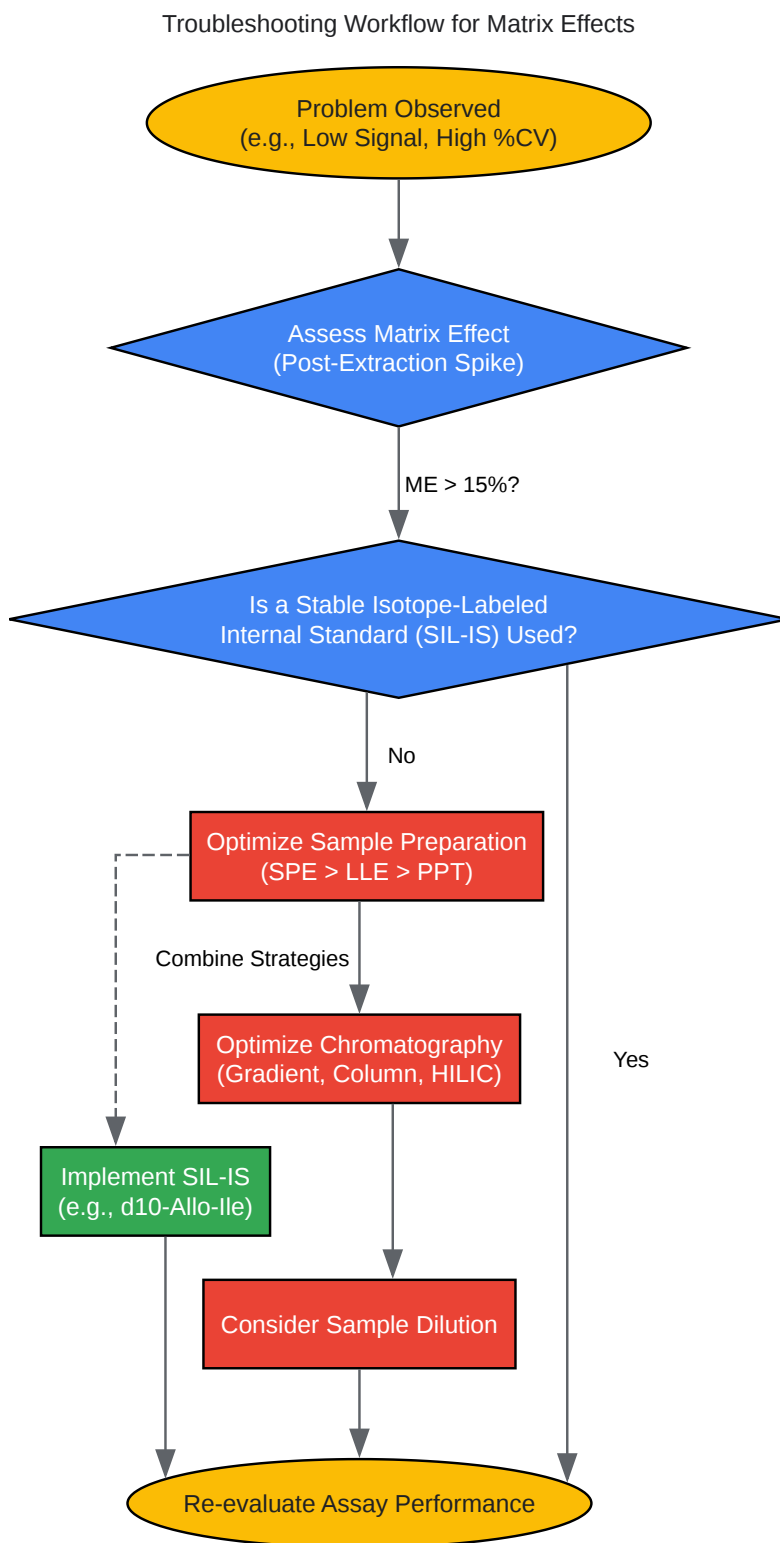 Troubleshooting Workflow for Matrix Effects
Problem Observed
(e.g., Low Signal, High %CV)
Assess Matrix Effect
(Post-Extraction Spike)
ME > 15%?
Is a Stable Isotope-Labeled
Internal Standard (SIL-IS) Used?
No
Optimize Sample Preparation
(SPE > LLE > PPT)
Combine Strategies
Optimize Chromatography
(Gradient, Column, HILIC)
Yes
Implement SIL-IS
(e.g., d10-Allo-Ile)
Consider Sample Dilution
Re-evaluate Assay Performance